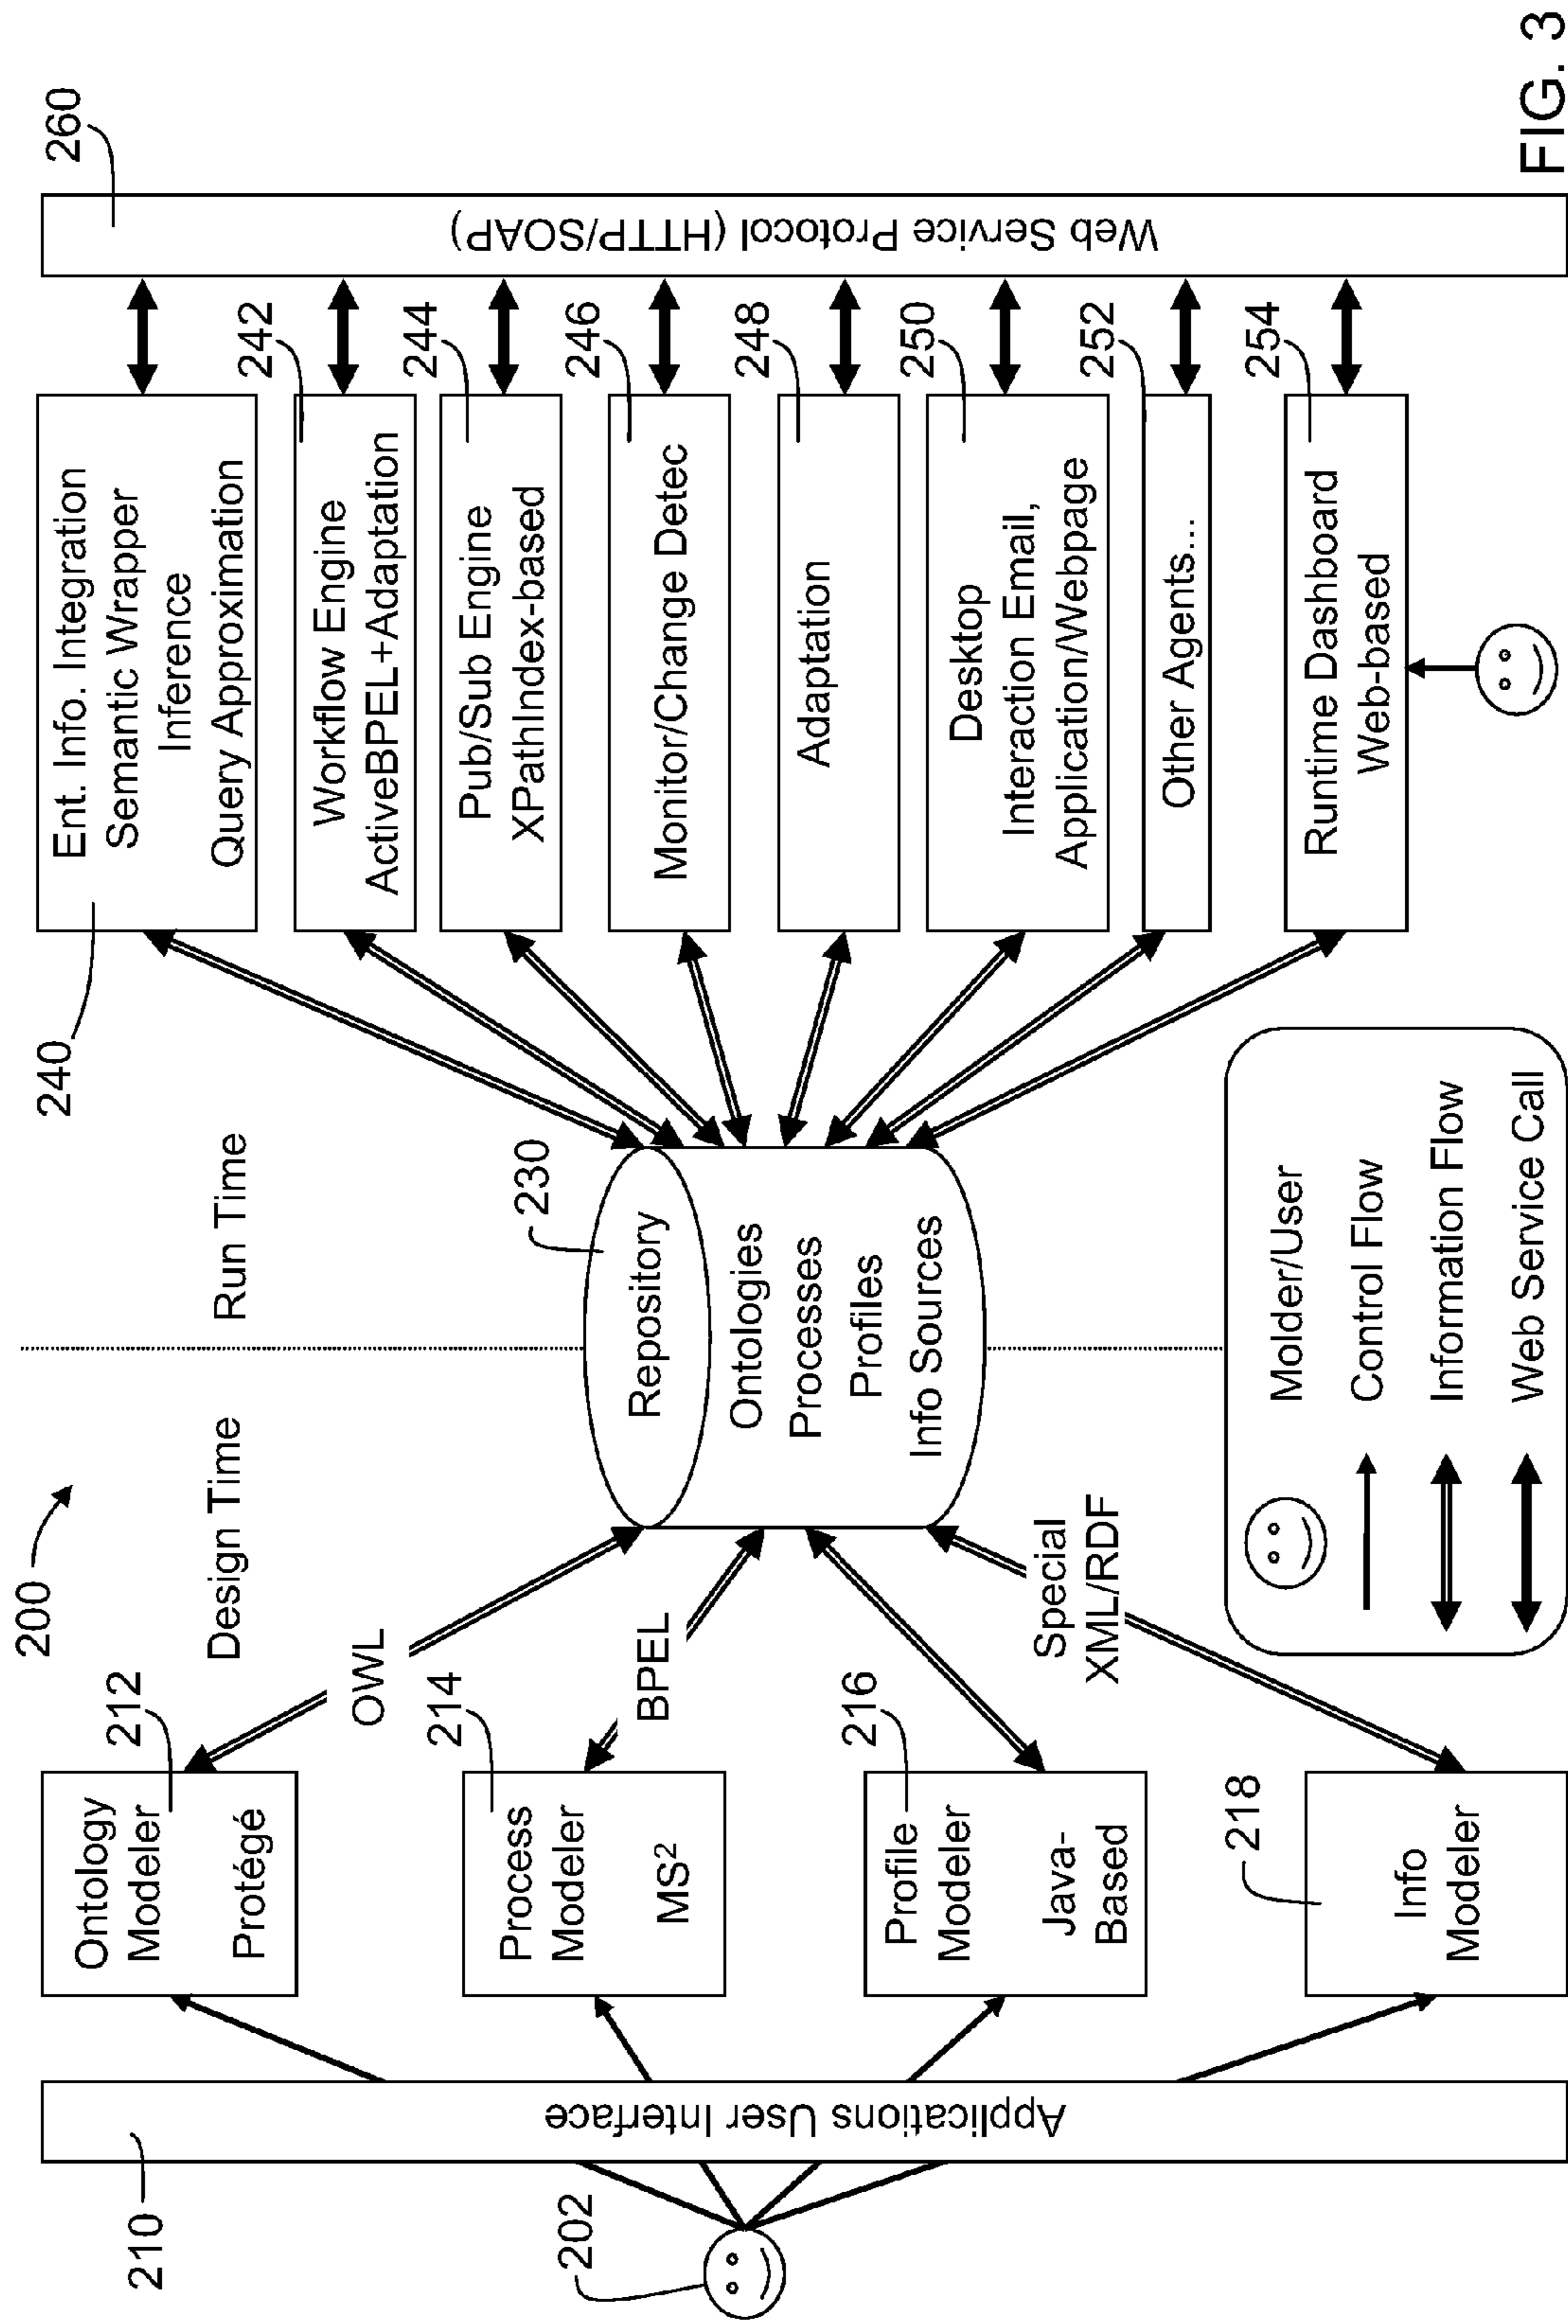 200
Design Time
Run Time
202
210
Applications User Interface
212
Ontology
Modeler
Protégé
214
Process
Modeler
MS²
216
Profile
Modeler
Java-
Based
218
Info
Modeler
OWL
BPEL
Special
XML/RDF
230
Repository
Ontologies
Processes
Profiles
Info Sources
240
Ent. Info. Integration
Semantic Wrapper
Inference
Query Approximation
242
Workflow Engine
ActiveBPEL+Adaptation
244
Pub/Sub Engine
XPathIndex-based
246
Monitor/Change Detec
248
Adaptation
250
Desktop
Interaction Email,
Application/Webpage
252
Other Agents...
254
Runtime Dashboard
Web-based
260
Web Service Protocol (HTTP/SOAP)
Molder/User
Control Flow
Information Flow
Web Service Call
FIG. 3